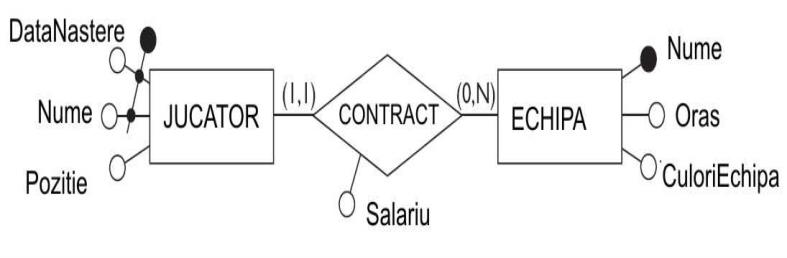 DataNastere
Nume
Pozitie
JUCATOR
(1,1)
CONTRACT
Salariu
(0,N)
ECHIPA
Nume
Oras
CuloriEchipa